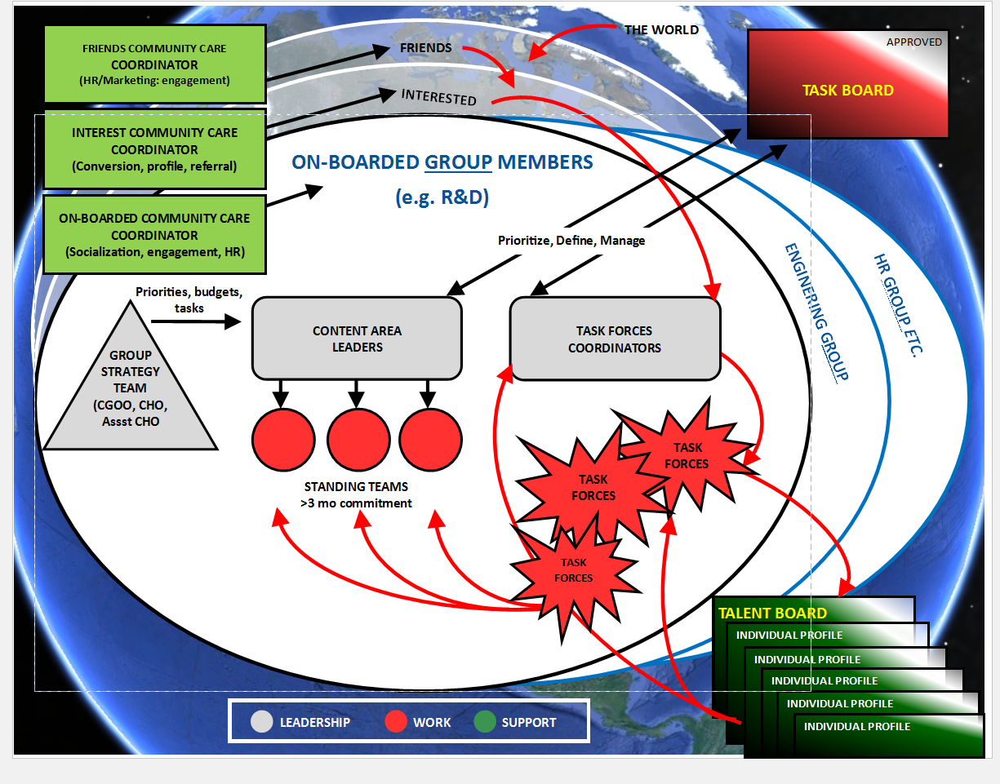 FRIENDS COMMUNITY CARE
COORDINATOR
(HR/Marketing: engagement)
FRIENDS
THE WORLD
APPROVED
TASK BOARD
INTERESTED
INTEREST COMMUNITY CARE
COORDINATOR
(Conversion, profile, referral)
ON-BOARDED GROUP MEMBERS
(e.g. R&D)
ON-BOARDED COMMUNITY CARE
COORDINATOR
(Socialization, engagement, HR)
Prioritize, Define, Manage
ENGINERING GROUP
HR GROUP ETC.
Priorities, budgets,
tasks
GROUP
STRATEGY
TEAM
(CGOO, CHO,
Assst CHO
CONTENT AREA
LEADERS
TASK FORCES
COORDINATORS
STANDING TEAMS
>3 mo commitment
TASK
FORCES
TASK
FORCES
TASK
FORCES
TALENT BOARD
INDIVIDUAL PROFILE
INDIVIDUAL PROFILE
INDIVIDUAL PROFILE
INDIVIDUAL PROFILE
INDIVIDUAL PROFILE
LEADERSHIP
WORK
SUPPORT